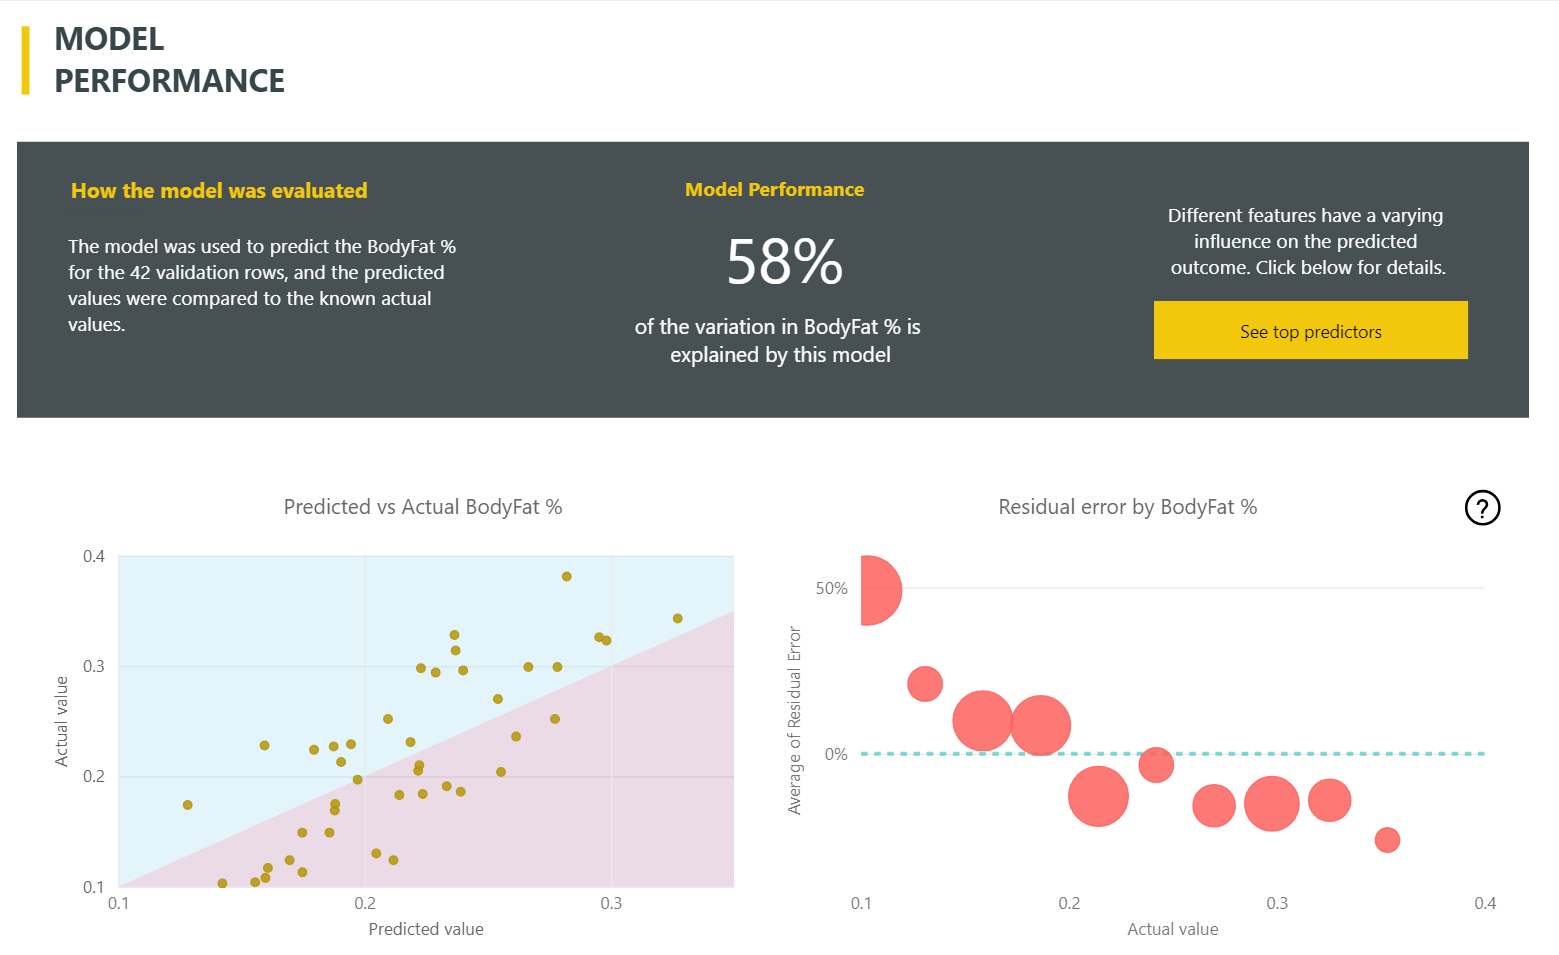 MODEL
PERFORMANCE
How the model was evaluated
The model was used to predict the BodyFat %
for the 42 validation rows, and the predicted
values were compared to the known actual
values.
Model Performance
58%
of the variation in BodyFat % is
explained by this model
Different features have a varying
influence on the predicted
outcome. Click below for details.
See top predictors
Predicted vs Actual BodyFat %
0.4
0.3
0.2
0.1
Actual value
0.1
0.2
0.3
Predicted value
Residual error by BodyFat %
?
50%
0%
Average of Residual Error
0.1
0.2
0.3
0.4
Actual value